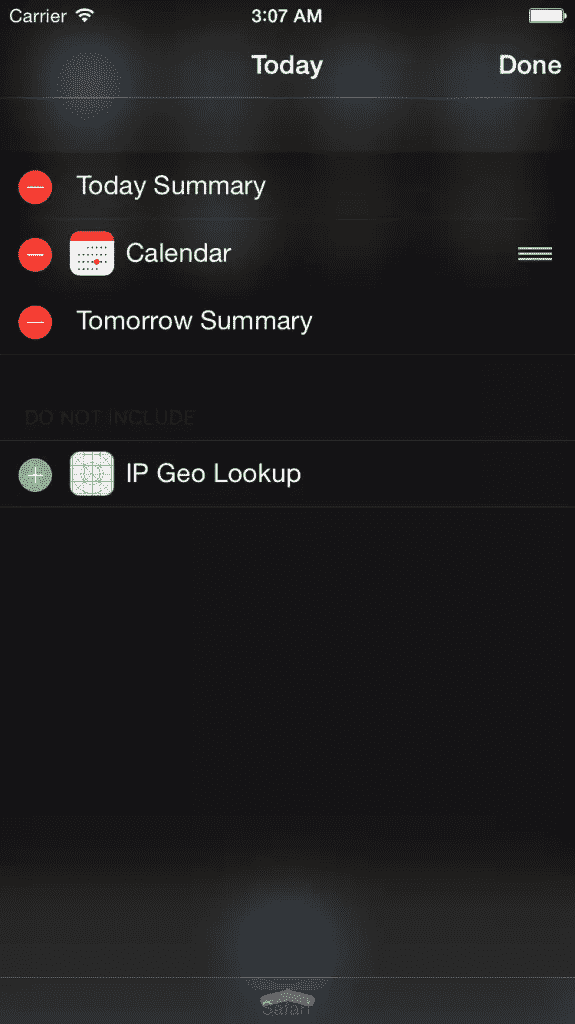 Carrier 3:07 AM
Today Done
Today Summary
Calendar
Tomorrow Summary
DO NOT INCLUDE
IP Geo Lookup
Safari